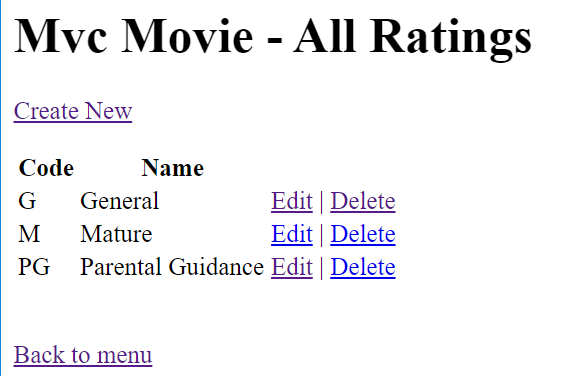 Mvc Movie - All Ratings
Create New
Code Name
G General Edit | Delete
M Mature Edit | Delete
PG Parental Guidance Edit | Delete
Back to menu